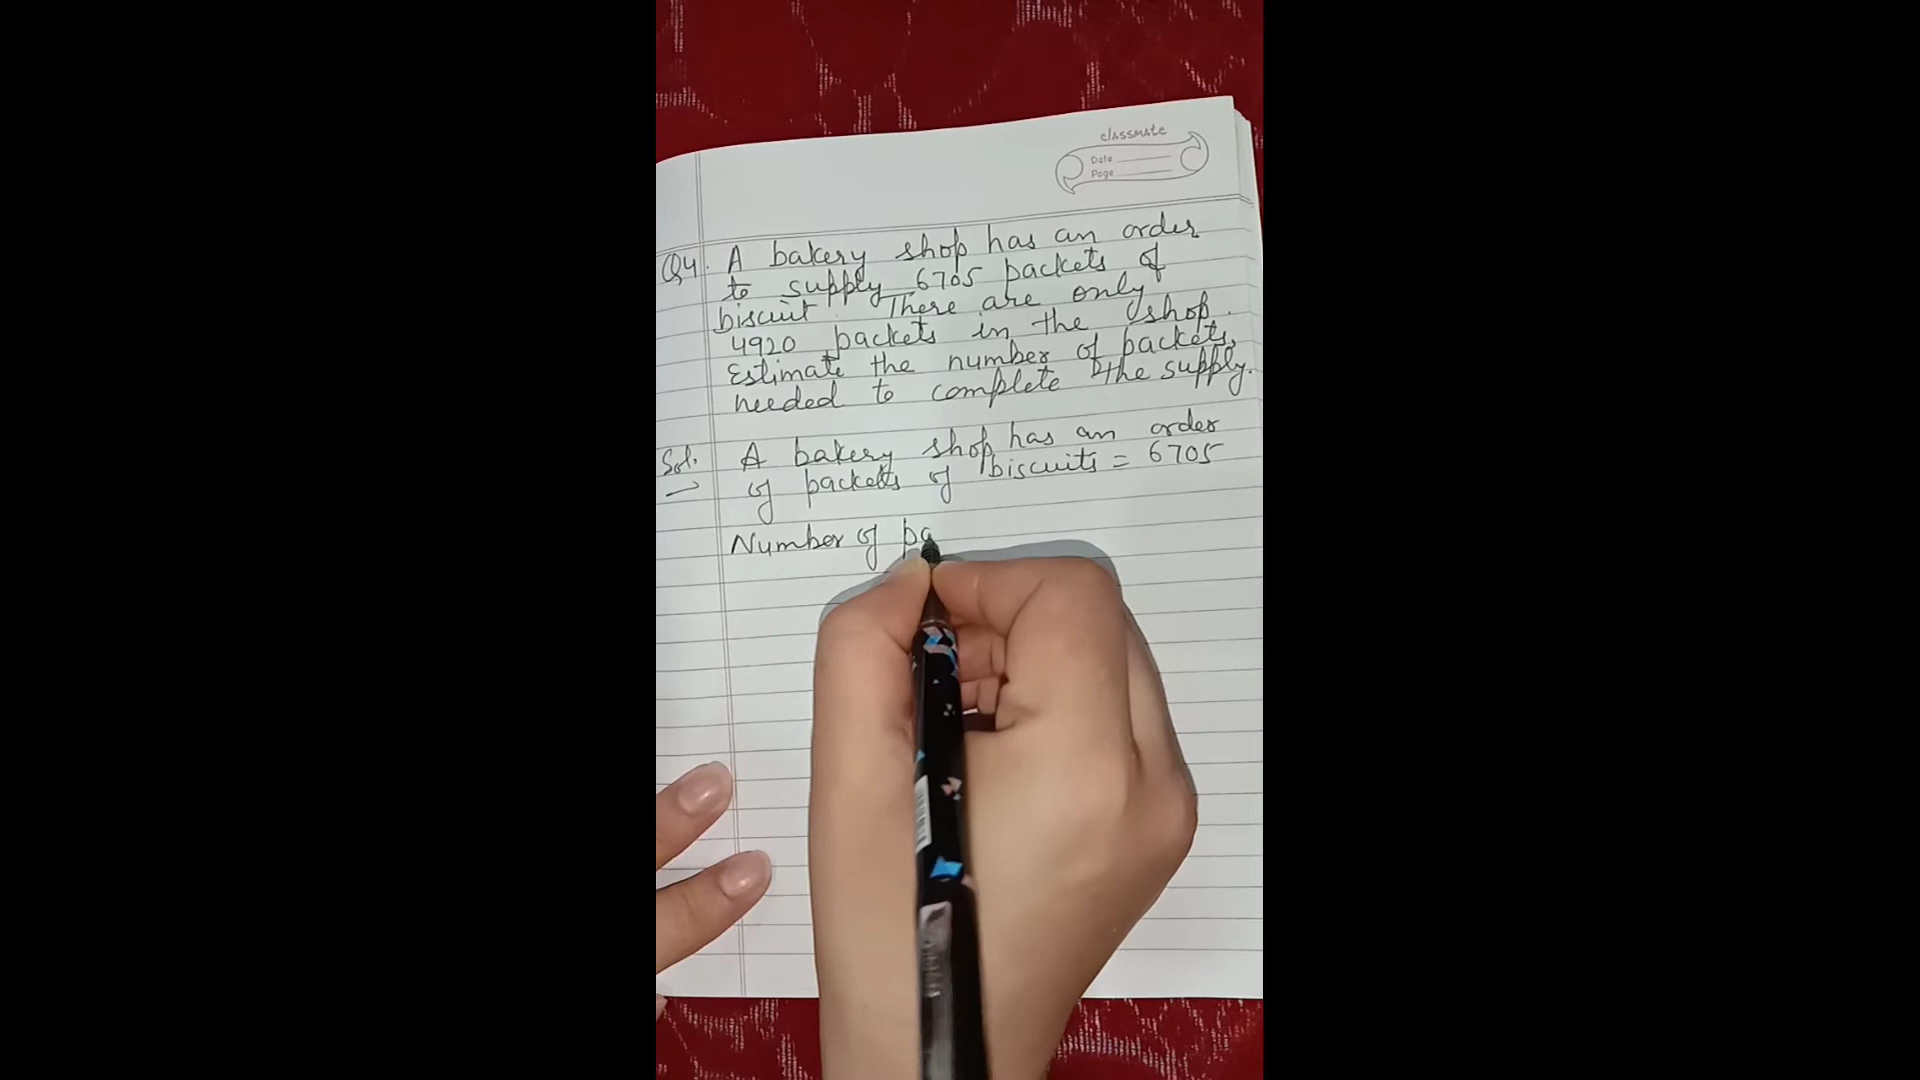 classmate
Date
Page
Q4. A bakery shop has an order
to supply 6705 packets of
biscuit. There are only
4920 packets in the shop.
Estimate the number of packets,
needed to complete the supply.
Sol. A bakery shop has an order
of packets of biscuits = 6705
Number of pa